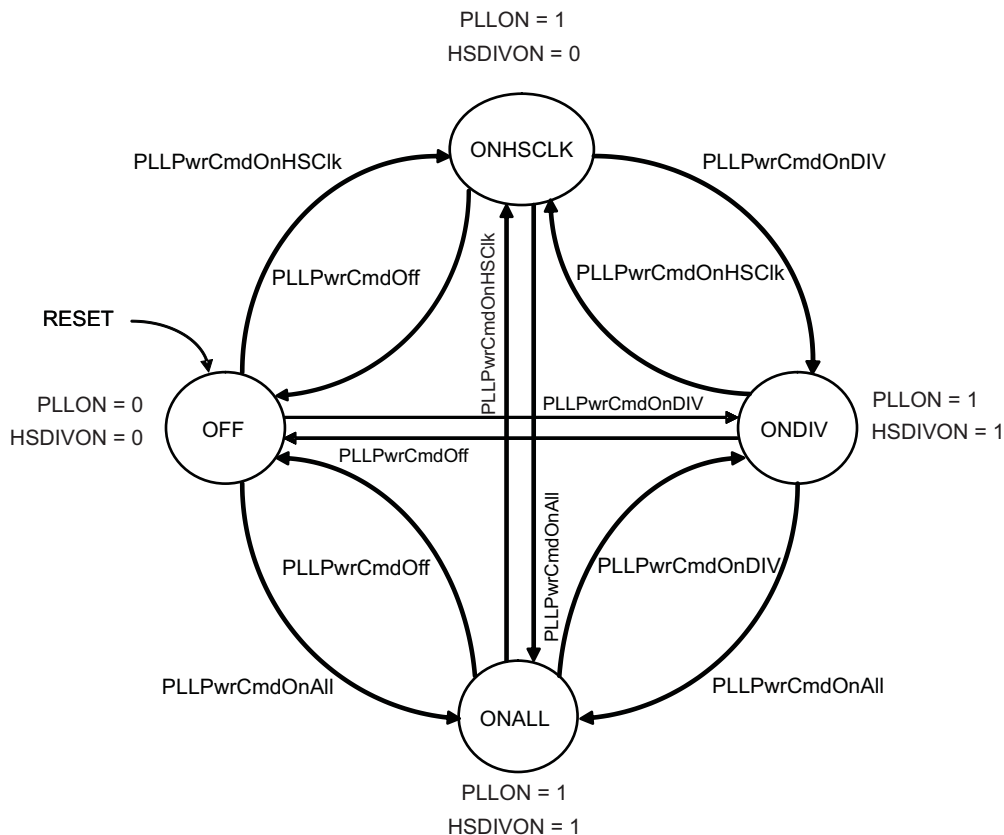 PLLON = 1
HSDIVON = 0
ONHSCLK
PLLPwrCmdOnHSClk
PLLPwrCmdOnDIV
PLLPwrCmdOff
PLLPwrCmdOnHSClk
PLLPwrCmdOnHSClk
RESET
PLLON = 0
HSDIVON = 0
OFF
PLLPwrCmdOnDIV
PLLPwrCmdOff
ONDIV
PLLON = 1
HSDIVON = 1
PLLPwrCmdOnAll
PLLPwrCmdOff
PLLPwrCmdOnDIV
PLLPwrCmdOnAll
PLLPwrCmdOnAll
ONALL
PLLON = 1
HSDIVON = 1